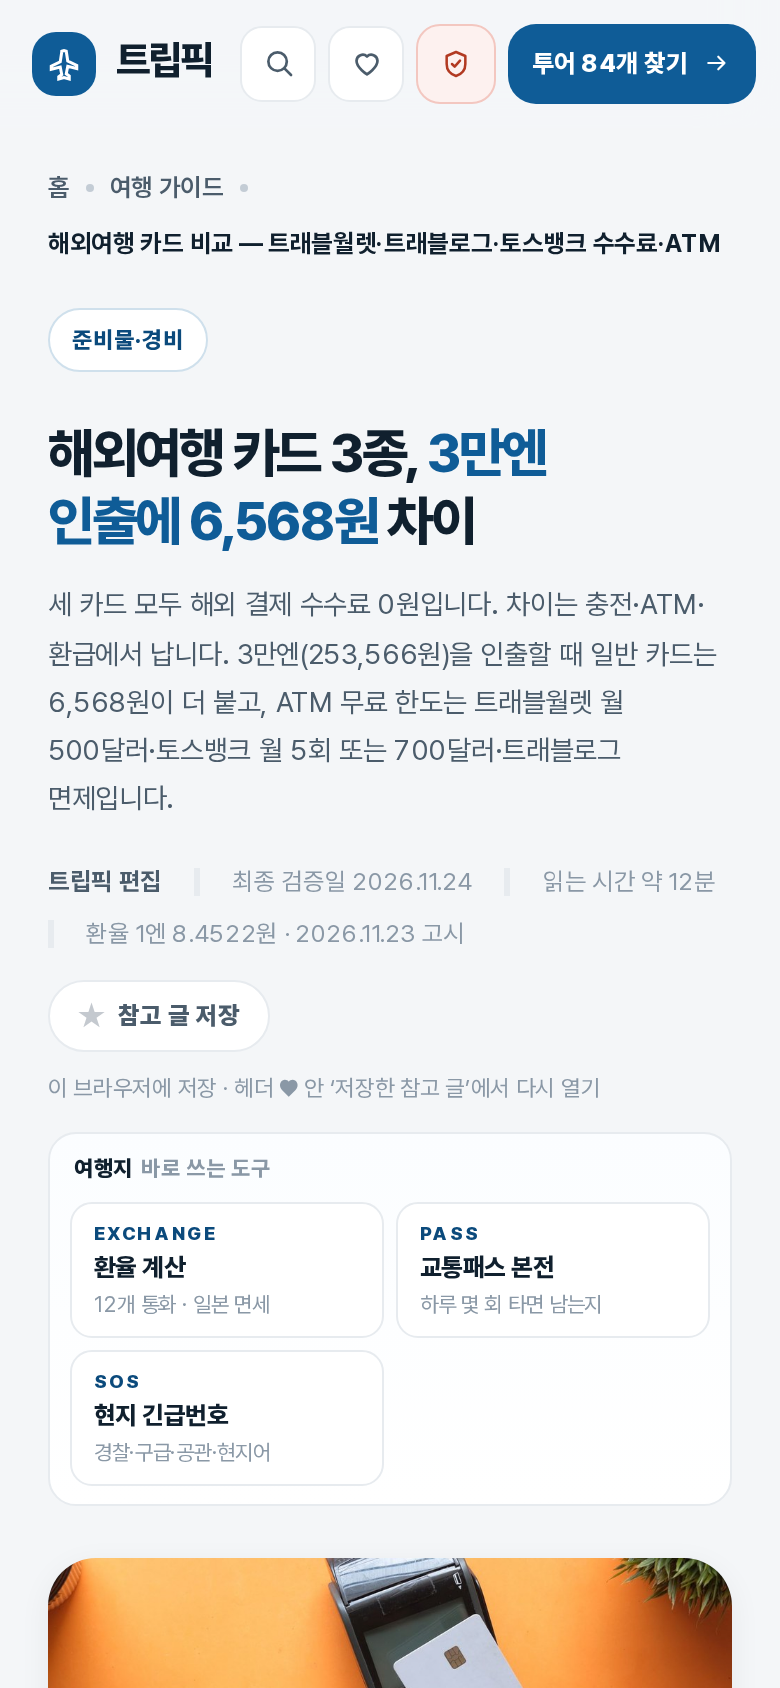 트립픽
투어 84개 찾기 →
홈 • 여행 가이드 •
해외여행 카드 비교 — 트래블월렛·트래블로그·토스뱅크 수수료·ATM
준비물·경비
해외여행 카드 3종, 3만엔
인출에 6,568원 차이
세 카드 모두 해외 결제 수수료 0원입니다. 차이는 충전·ATM·
환급에서 납니다. 3만엔(253,566원)을 인출할 때 일반 카드는
6,568원이 더 붙고, ATM 무료 한도는 트래블월렛 월
500달러·토스뱅크 월 5회 또는 700달러·트래블로그
면제입니다.
트립픽 편집 | 최종 검증일 2026.11.24 | 읽는 시간 약 12분
| 환율 1엔 8.4522원 · 2026.11.23 고시
★ 참고 글 저장
이 브라우저에 저장 · 헤더 ♥ 안 ‘저장한 참고 글’에서 다시 열기
여행지 바로 쓰는 도구
EXCHANGE
환율 계산
12개 통화 · 일본 면세
PASS
교통패스 본전
하루 몇 회 타면 남는지
SOS
현지 긴급번호
경찰·구급·공관·현지어